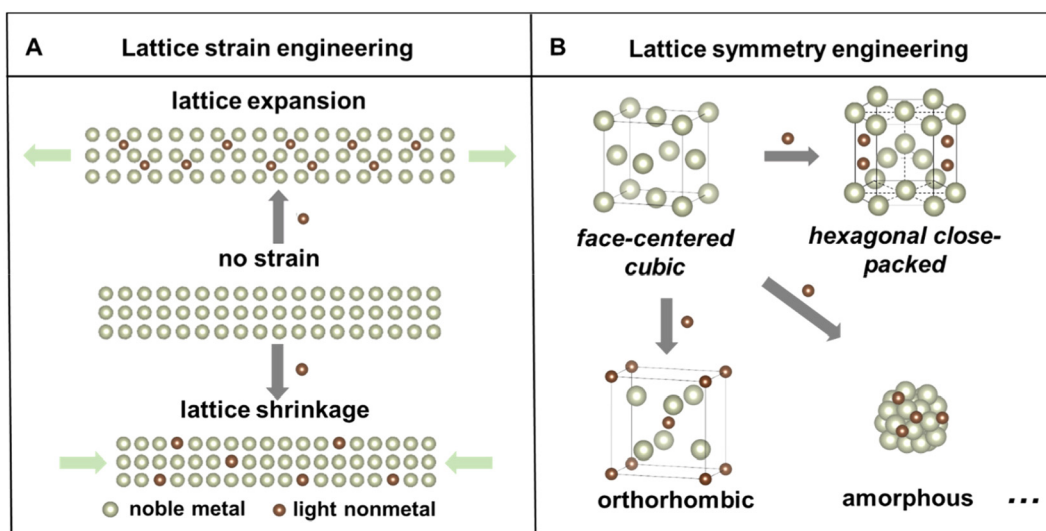 A
Lattice strain engineering
lattice expansion
no strain
lattice shrinkage
noble metal
light nonmetal
B
Lattice symmetry engineering
face-centered
cubic
hexagonal close-
packed
orthorhombic
amorphous
...